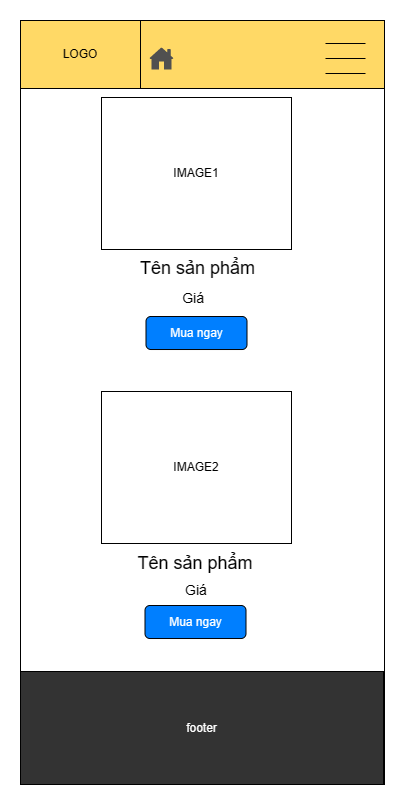 LOGO
IMAGE1
Tên sản phẩm
Giá
Mua ngay
IMAGE2
Tên sản phẩm
Giá
Mua ngay
footer